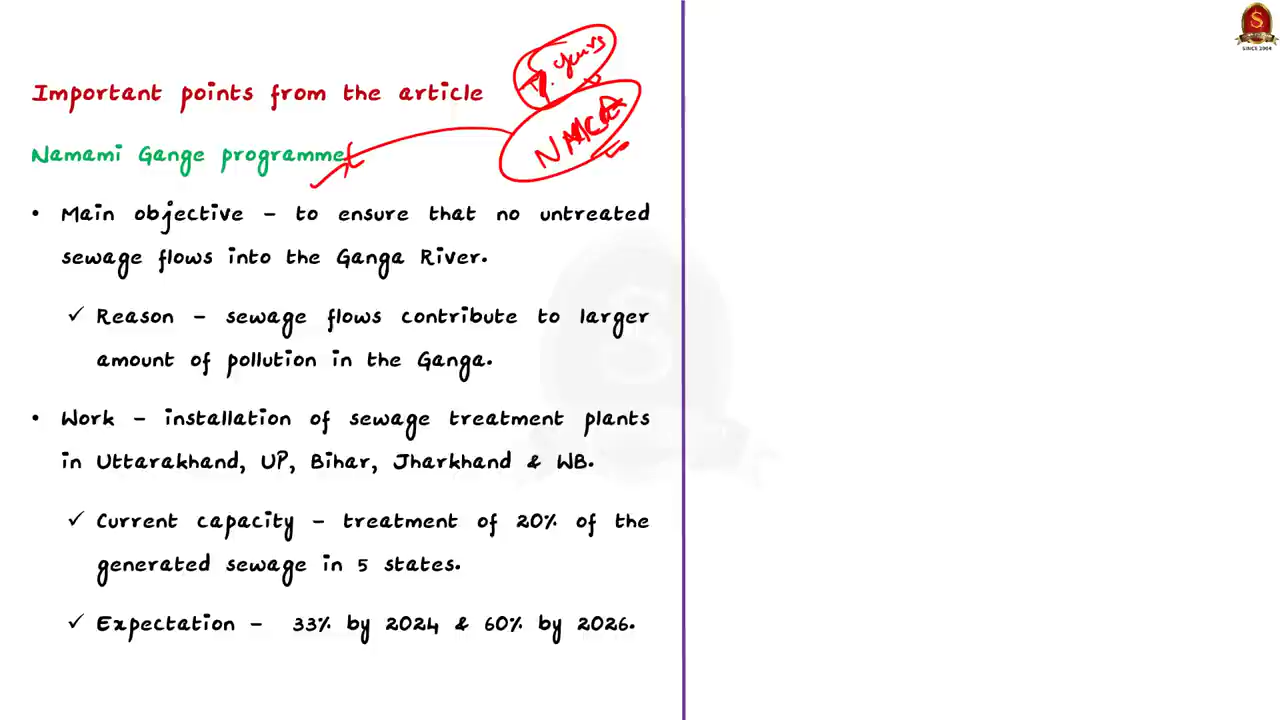 SINCE 2004
Important points from the article
Namami Gange programme
• Main objective – to ensure that no untreated
sewage flows into the Ganga River.
✓ Reason – sewage flows contribute to larger
amount of pollution in the Ganga.
• Work – installation of sewage treatment plants
in Uttarakhand, UP, Bihar, Jharkhand & WB.
✓ Current capacity – treatment of 20% of the
generated sewage in 5 states.
✓ Expectation – 33% by 2024 & 60% by 2026.